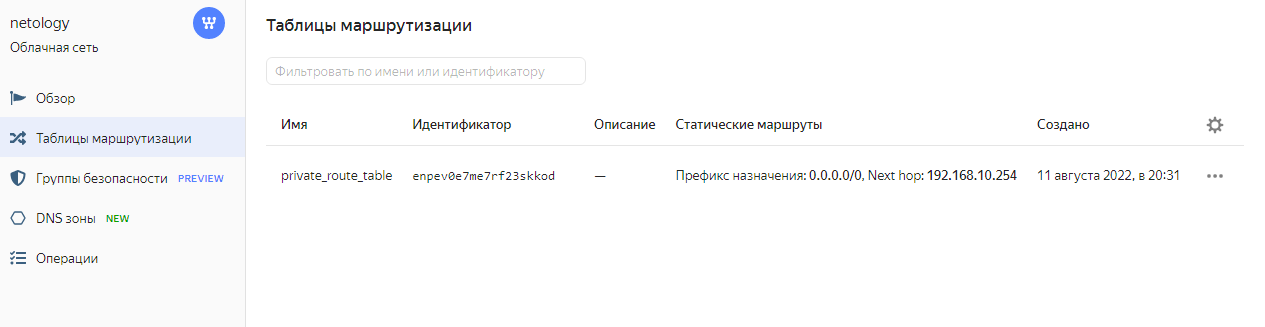 netology
Облачная сеть
Обзор
Таблицы маршрутизации
Группы безопасности PREVIEW
DNS зоны NEW
Операции
Таблицы маршрутизации
Фильтровать по имени или идентификатору
Имя Идентификатор Описание Статические маршруты Создано
private_route_table enpev0e7me7rf23skkod — Префикс назначения: 0.0.0.0/0, Next hop: 192.168.10.254 11 августа 2022, в 20:31